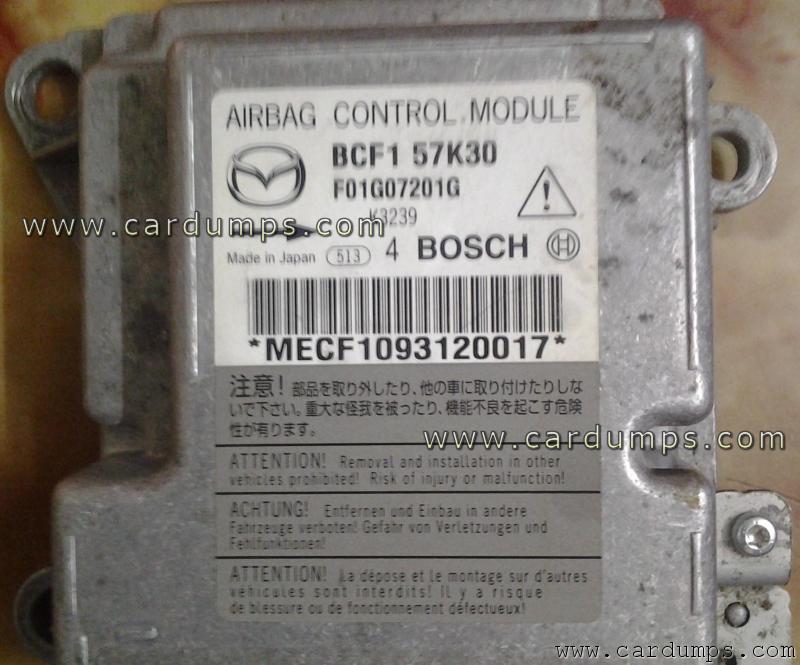 AIRBAG CONTROL MODULE
BCF1 57K30
F01G07201G
K3239
www.cardumps.com
Made in Japan 513 4 BOSCH
*MECF1093120017*
注意! 部品を取り外したり、他の車に取り付けたりしな
いで下さい。重大な怪我を被ったり、機能不良を起こす危険
性が有ります。
www.cardumps.com
ATTENTION! Removal and installation in other
vehicles prohibited! Risk of injury or malfunction!
ACHTUNG! Entfernen und Einbau in andere
Fahrzeuge verboten! Gefahr von Verletzungen und
Fehlfunktionen!
ATTENTION! La dépose et le montage sur d'autres
vehicules sont interdits! Il y a risque
de blessure ou de fonctionnement défectueux!
www.cardumps.com